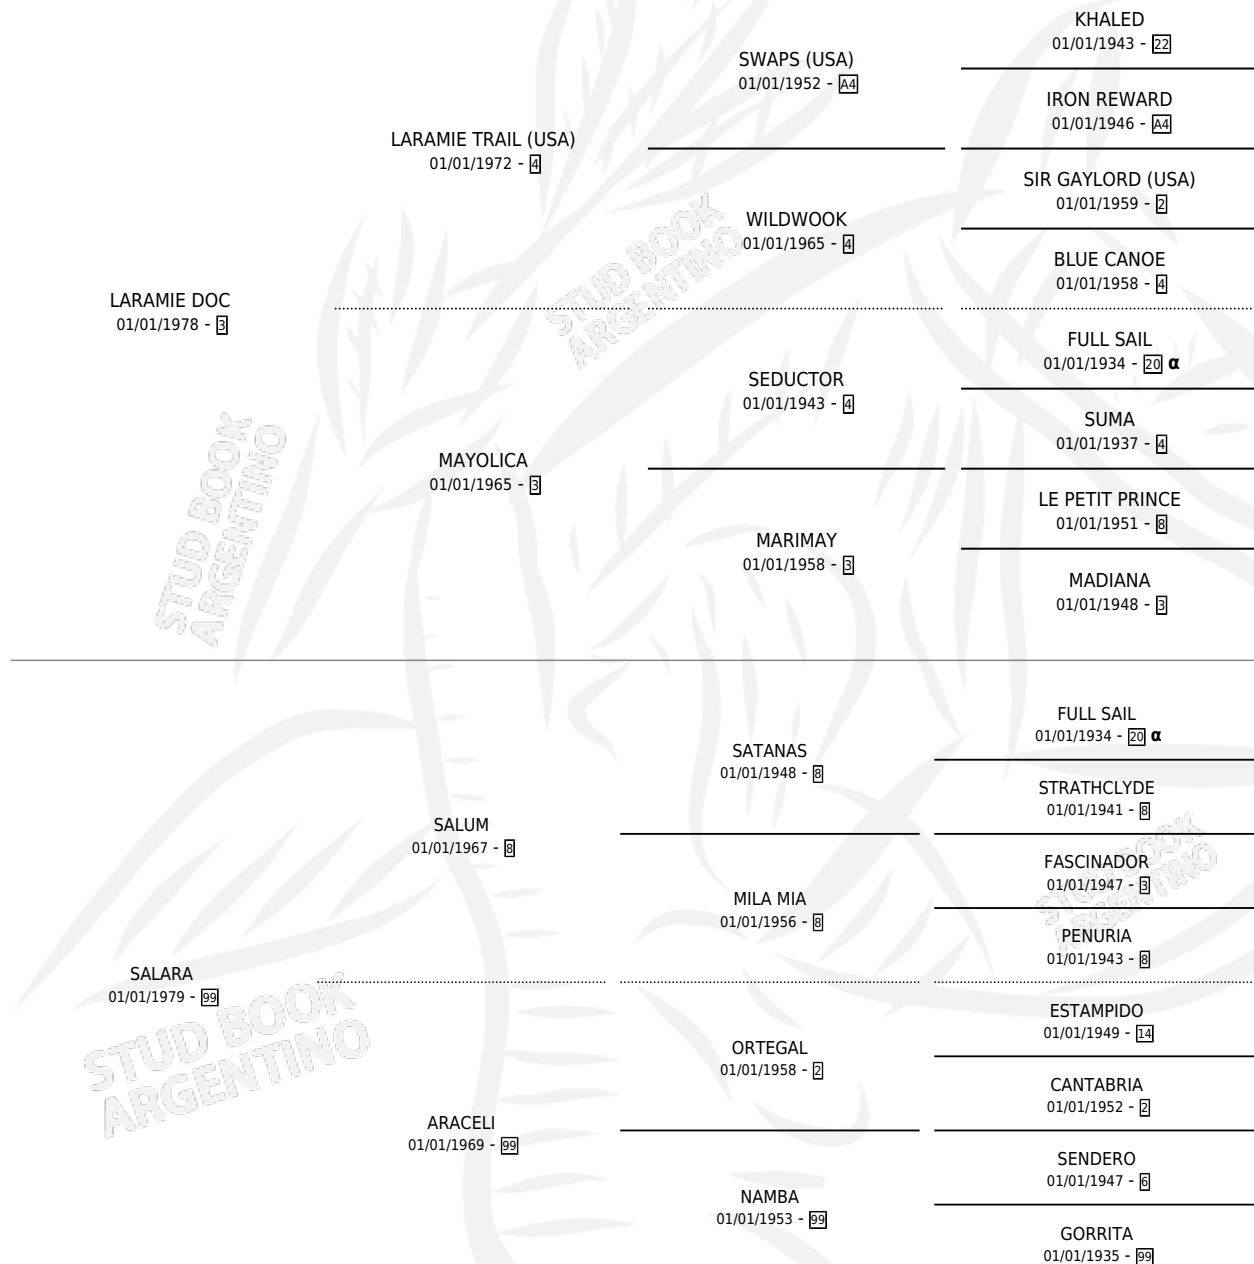 KHALED
01/01/1943 - 22
SWAPS (USA)
01/01/1952 - A4
IRON REWARD
01/01/1946 - A4
LARAMIE TRAIL (USA)
01/01/1972 - 4
SIR GAYLORD (USA)
01/01/1959 - 2
WILDWOOK
01/01/1965 - 4
BLUE CANOE
01/01/1958 - 4
LARAMIE DOC
01/01/1978 - 3
STUD BOOK
ARGENTINO
FULL SAIL
01/01/1934 - 20 α
SEDUCTOR
01/01/1943 - 4
SUMA
01/01/1937 - 4
MAYOLICA
01/01/1965 - 3
LE PETIT PRINCE
01/01/1951 - 8
MARIMAY
01/01/1958 - 3
MADIANA
01/01/1948 - 3
STUD BOOK
ARGENTINO
FULL SAIL
01/01/1934 - 20 α
SATANAS
01/01/1948 - 8
STRATHCLYDE
01/01/1941 - 8
SALUM
01/01/1967 - 8
FASCINADOR
01/01/1947 - 3
MILA MIA
01/01/1956 - 8
PENURIA
01/01/1943 - 8
STUD BOOK
ARGENTINO
SALARA
01/01/1979 - 99
STUD BOOK
ARGENTINO
ESTAMPIDO
01/01/1949 - 14
ORTEGAL
01/01/1958 - 2
CANTABRIA
01/01/1952 - 2
ARACELI
01/01/1969 - 99
SENDERO
01/01/1947 - 6
NAMBA
01/01/1953 - 99
GORRITA
01/01/1935 - 99